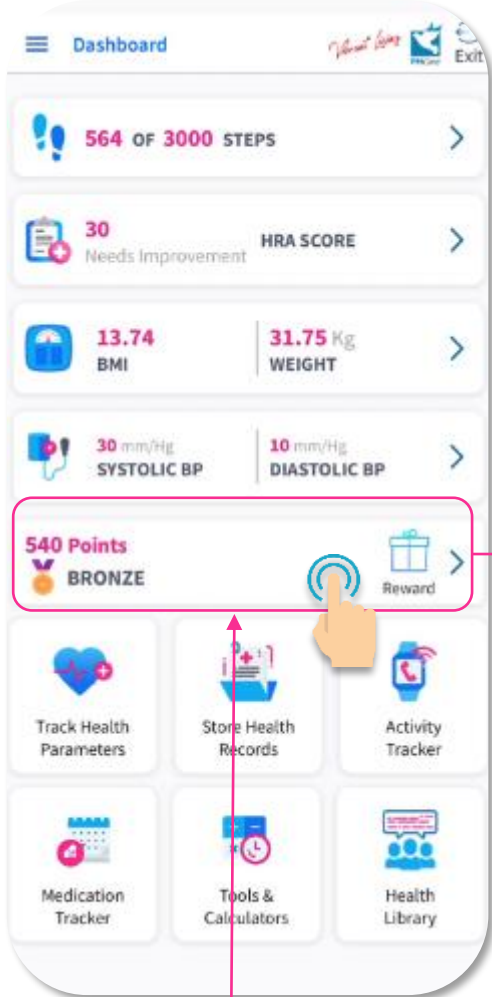 Dashboard
Vibrant living
Exit
564 OF 3000 STEPS
30
Needs Improvement
HRA SCORE
13.74
BMI
31.75 Kg
WEIGHT
30 mm/Hg
SYSTOLIC BP
10 mm/Hg
DIASTOLIC BP
540 Points
BRONZE
Reward
Track Health
Parameters
Store Health
Records
Activity
Tracker
Medication
Tracker
Tools &
Calculators
Health
Library